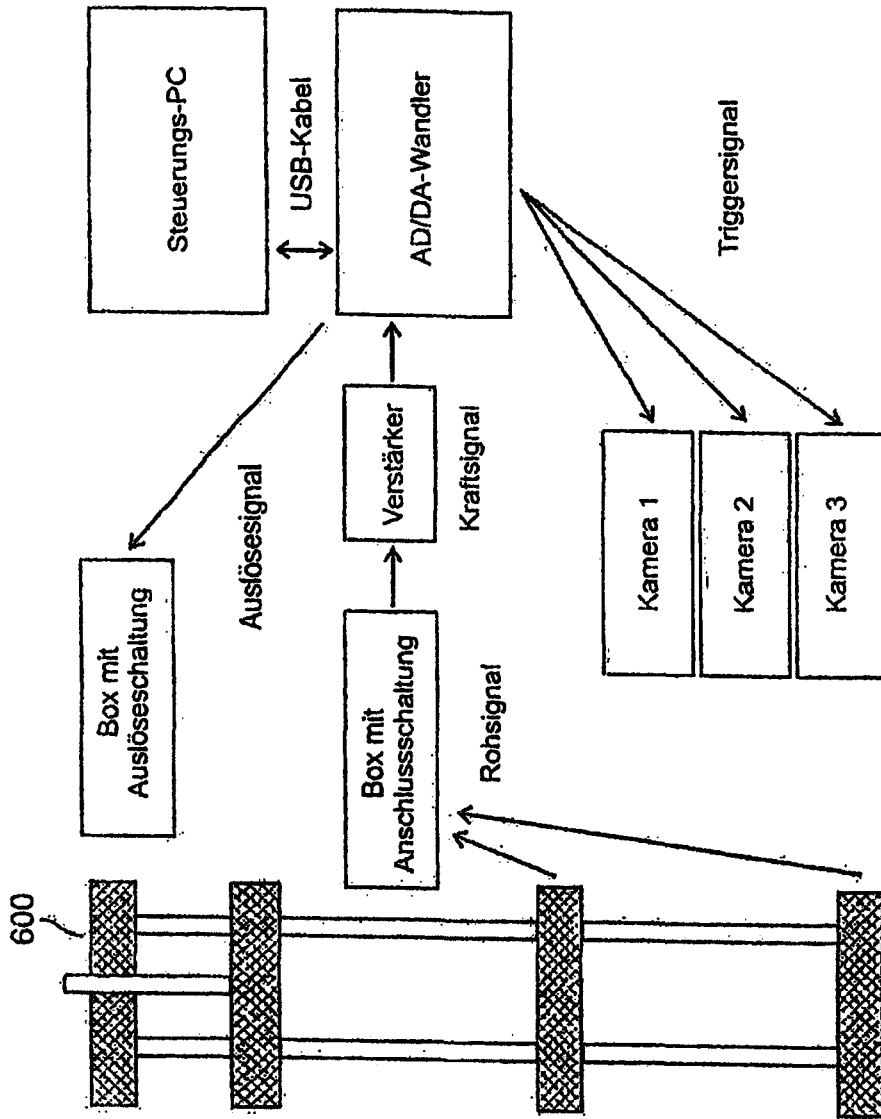 600
Box mit
Auslöseschaltung
Auslösesignal
Steuerungs-PC
USB-Kabel
Box mit
Anschlussschaltung
Verstärker
AD/DA-Wandler
Rohsignal
Kraftsignal
Triggersignal
Kamera 1
Kamera 2
Kamera 3